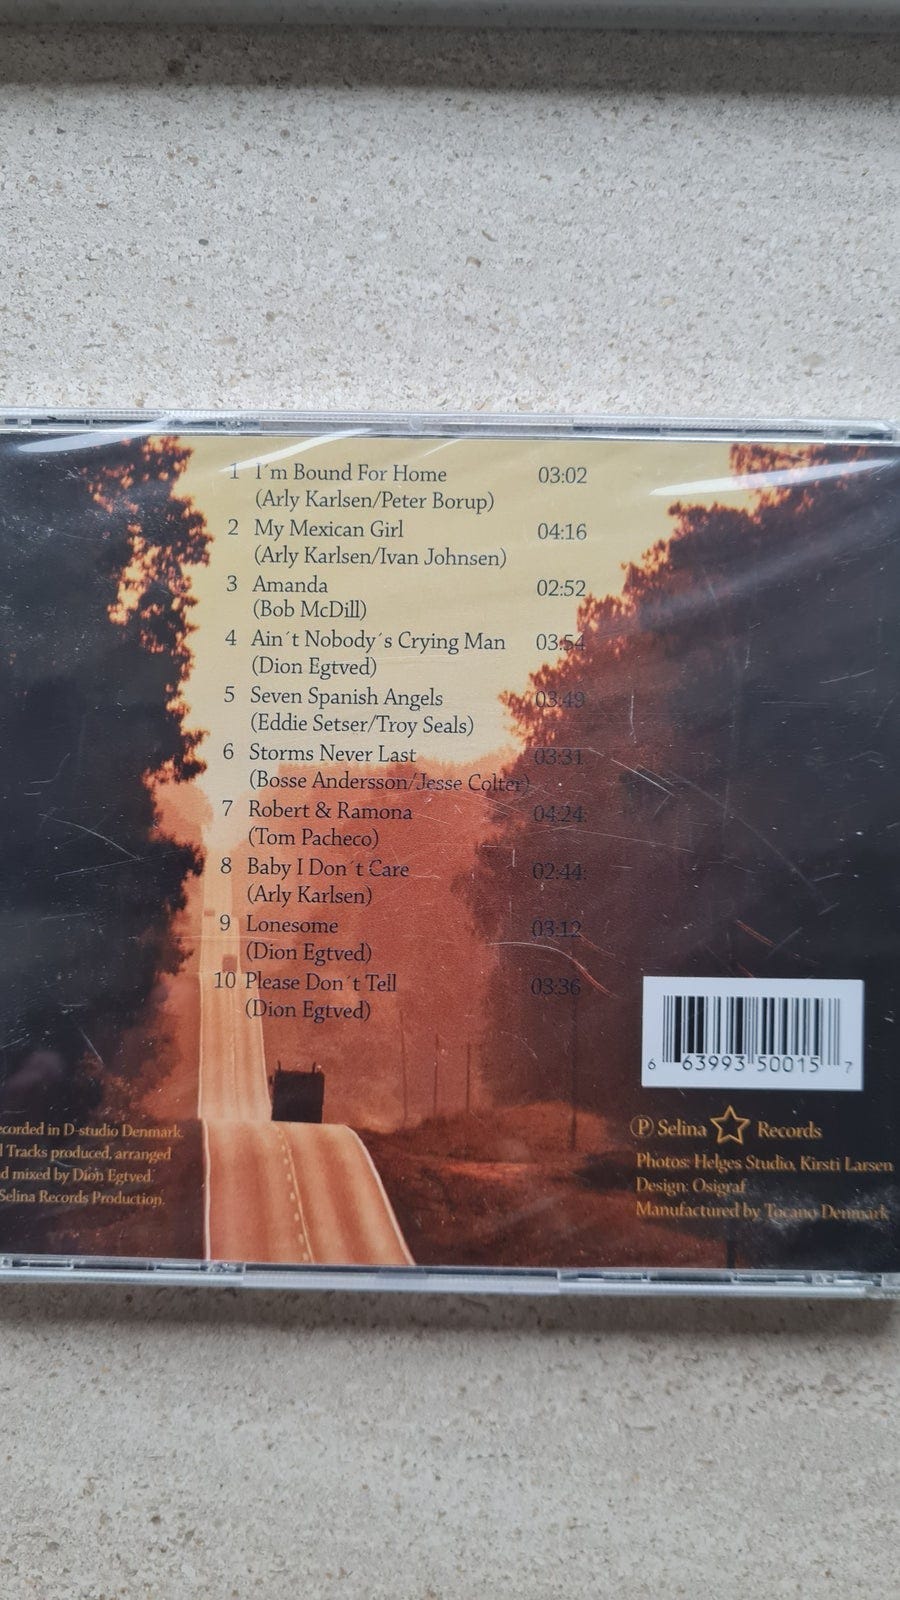 1 I´m Bound For Home 03:02
(Arly Karlsen/Peter Borup)
2 My Mexican Girl 04:16
(Arly Karlsen/Ivan Johnsen)
3 Amanda 02:52
(Bob McDill)
4 Ain´t Nobody´s Crying Man 03:54
(Dion Egtved)
5 Seven Spanish Angels 03:49
(Eddie Setser/Troy Seals)
6 Storms Never Last 03:31
(Bosse Andersson/Jesse Colter)
7 Robert & Ramona 04:24:
(Tom Pacheco)
8 Baby I Don´t Care 02:44:
(Arly Karlsen)
9 Lonesome 03:12
(Dion Egtved)
10 Please Don´t Tell 03:36
(Dion Egtved)
6 63993 50015 7
ecorded in D-studio Denmark.
l Tracks produced, arranged
d mixed by Dion Egtved.
Selina Records Production.
Ⓟ Selina Records
Photos: Helges Studio, Kirsti Larsen
Design: Osigraf
Manufactured by Tocano Denmark